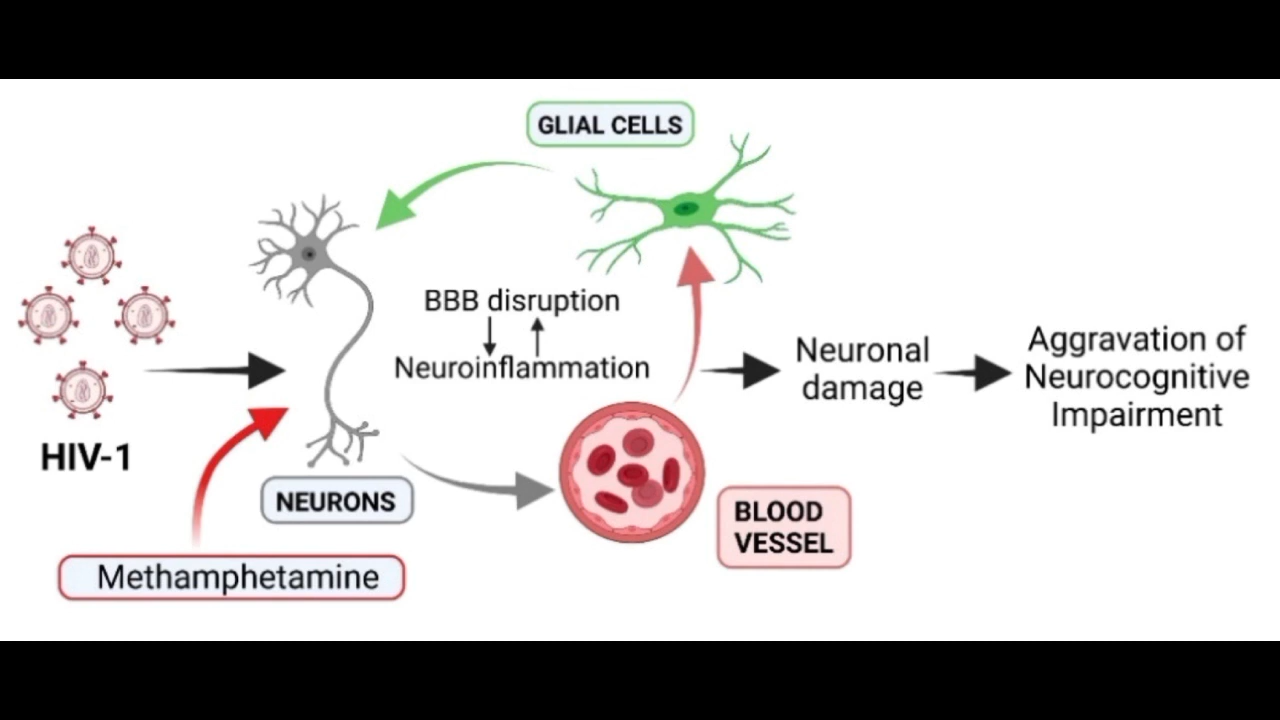 GLIAL CELLS
BBB disruption
Neuroinflammation
Neuronal
damage
Aggravation of
Neurocognitive
Impairment
HIV-1
NEURONS
BLOOD
VESSEL
Methamphetamine